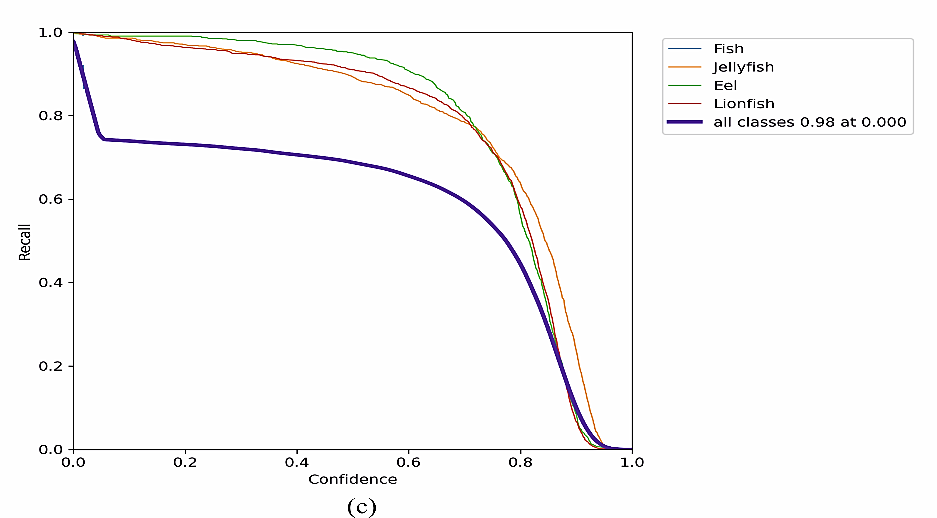 1.0
0.8
0.6
0.4
0.2
0.0
Recall
0.0 0.2 0.4 0.6 0.8 1.0
Confidence
(c)
Fish
Jellyfish
Eel
Lionfish
all classes 0.98 at 0.000